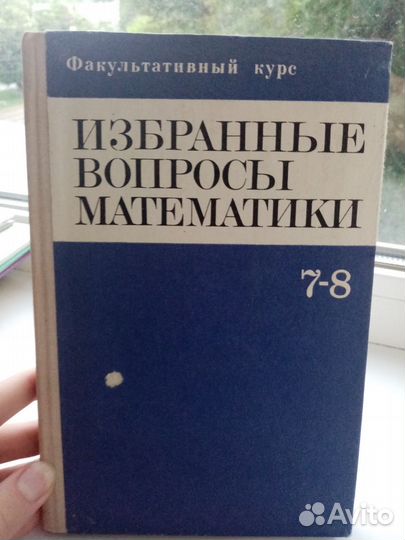 Факультативный курс
ИЗБРАННЫЕ
ВОПРОСЫ
МАТЕМАТИКИ
7-8
Avito